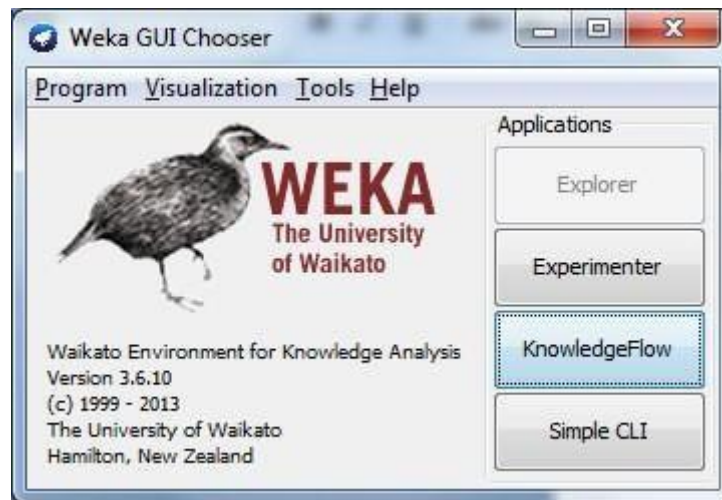 Weka GUI Chooser
Program Visualization Tools Help
WEKA
The University
of Waikato
Waikato Environment for Knowledge Analysis
Version 3.6.10
(c) 1999 - 2013
The University of Waikato
Hamilton, New Zealand
Applications
Explorer
Experimenter
KnowledgeFlow
Simple CLI